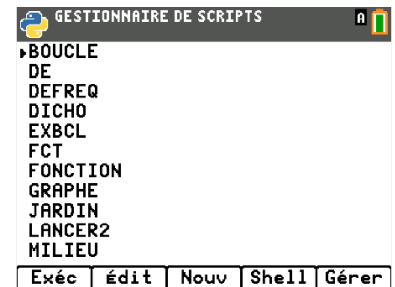 GESTIONNAIRE DE SCRIPTS A
BOUCLE
DE
DEFREQ
DICHO
EXBCL
FCT
FONCTION
GRAPHE
JARDIN
LANCER2
MILIEU
Exéc édit Nouv Shell Gérer